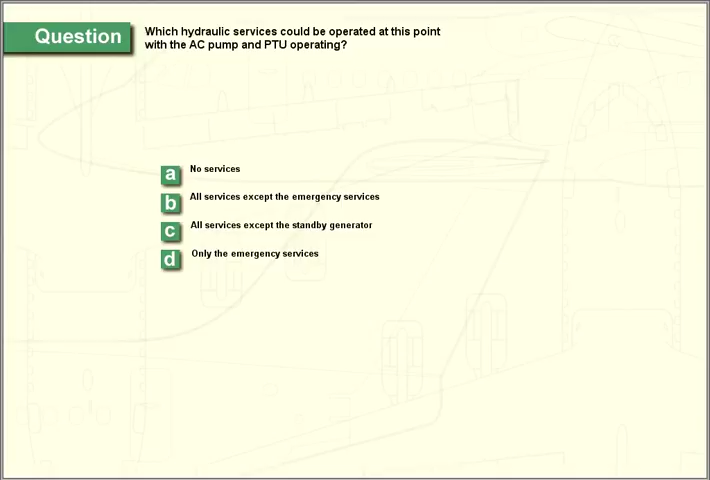 Question
Which hydraulic services could be operated at this point
with the AC pump and PTU operating?
a No services
b All services except the emergency services
c All services except the standby generator
d Only the emergency services